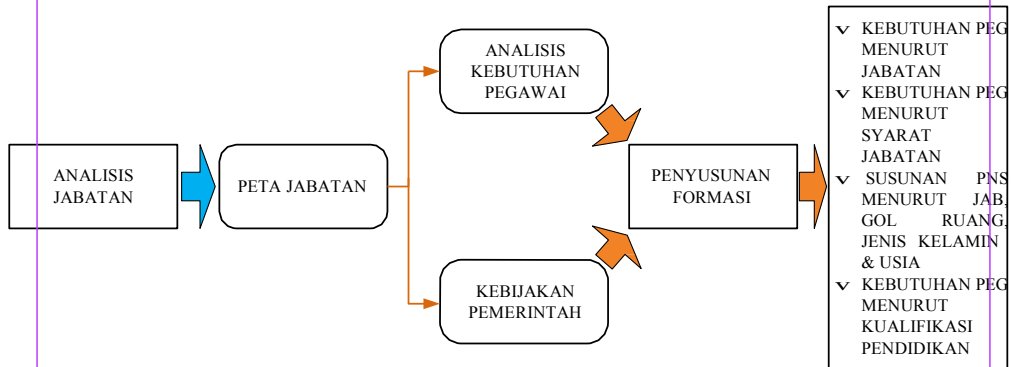 ANALISIS
JABATAN
PETA JABATAN
ANALISIS
KEBUTUHAN
PEGAWAI
KEBIJAKAN
PEMERINTAH
PENYUSUNAN
FORMASI
v KEBUTUHAN PEG
MENURUT
JABATAN
v KEBUTUHAN PEG
MENURUT
SYARAT
JABATAN
v SUSUNAN PNS
MENURUT JAB,
GOL RUANG,
JENIS KELAMIN
& USIA
v KEBUTUHAN PEG
MENURUT
KUALIFIKASI
PENDIDIKAN